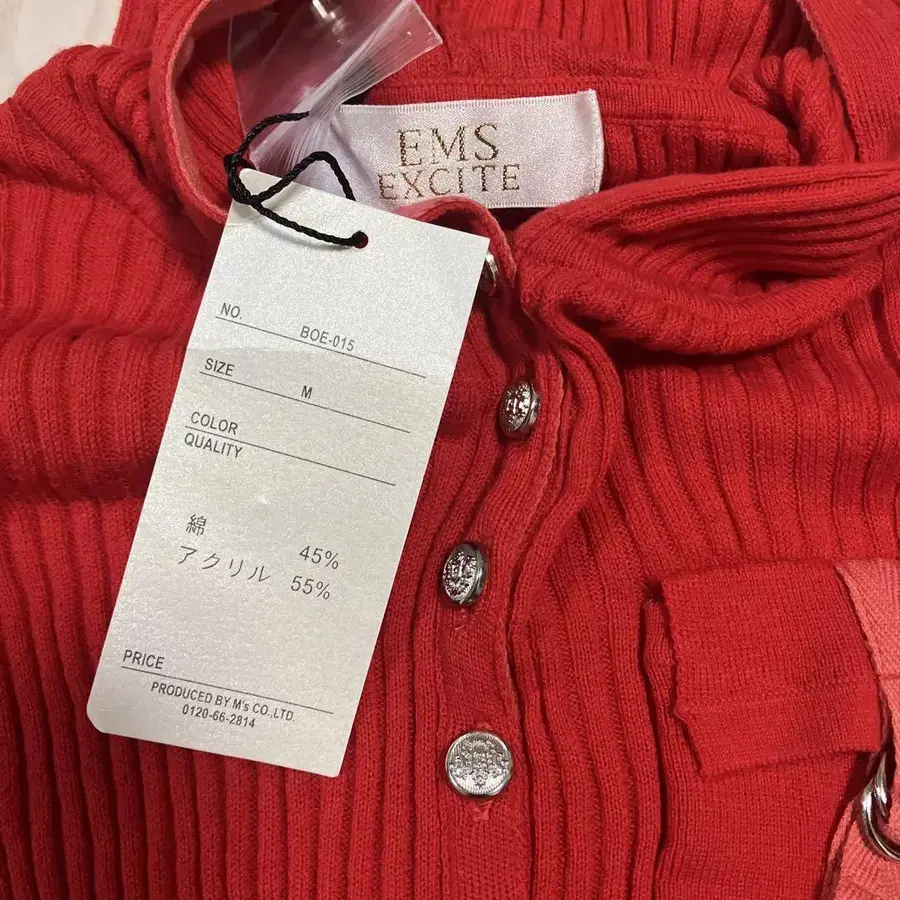 EMS
EXCITE
NO. BOE-015
SIZE M
COLOR
QUALITY
綿 45%
アクリル 55%
PRICE
PRODUCED BY M's CO.,LTD.
0120-66-2814